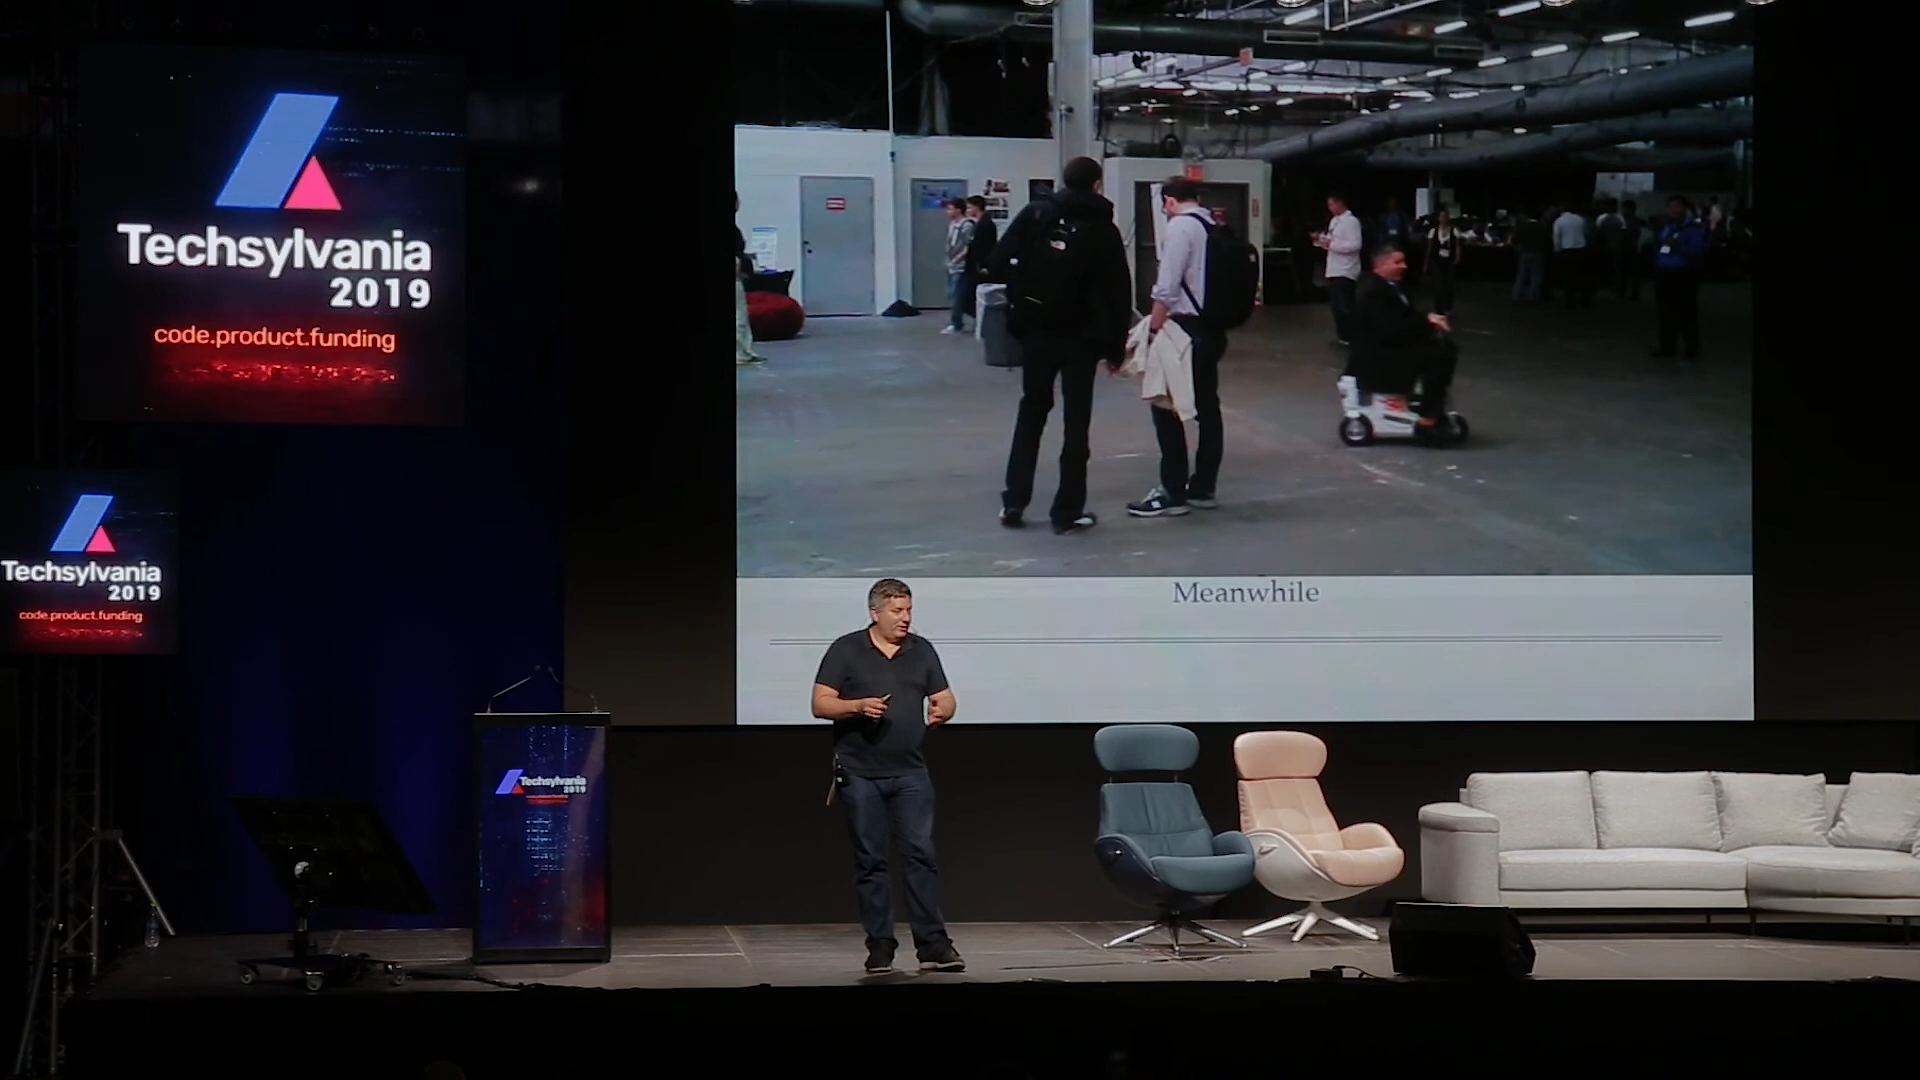 Techsylvania
2019
code.product.funding
Techsylvania
2019
code.product.funding
Meanwhile
Techsylvania
2019